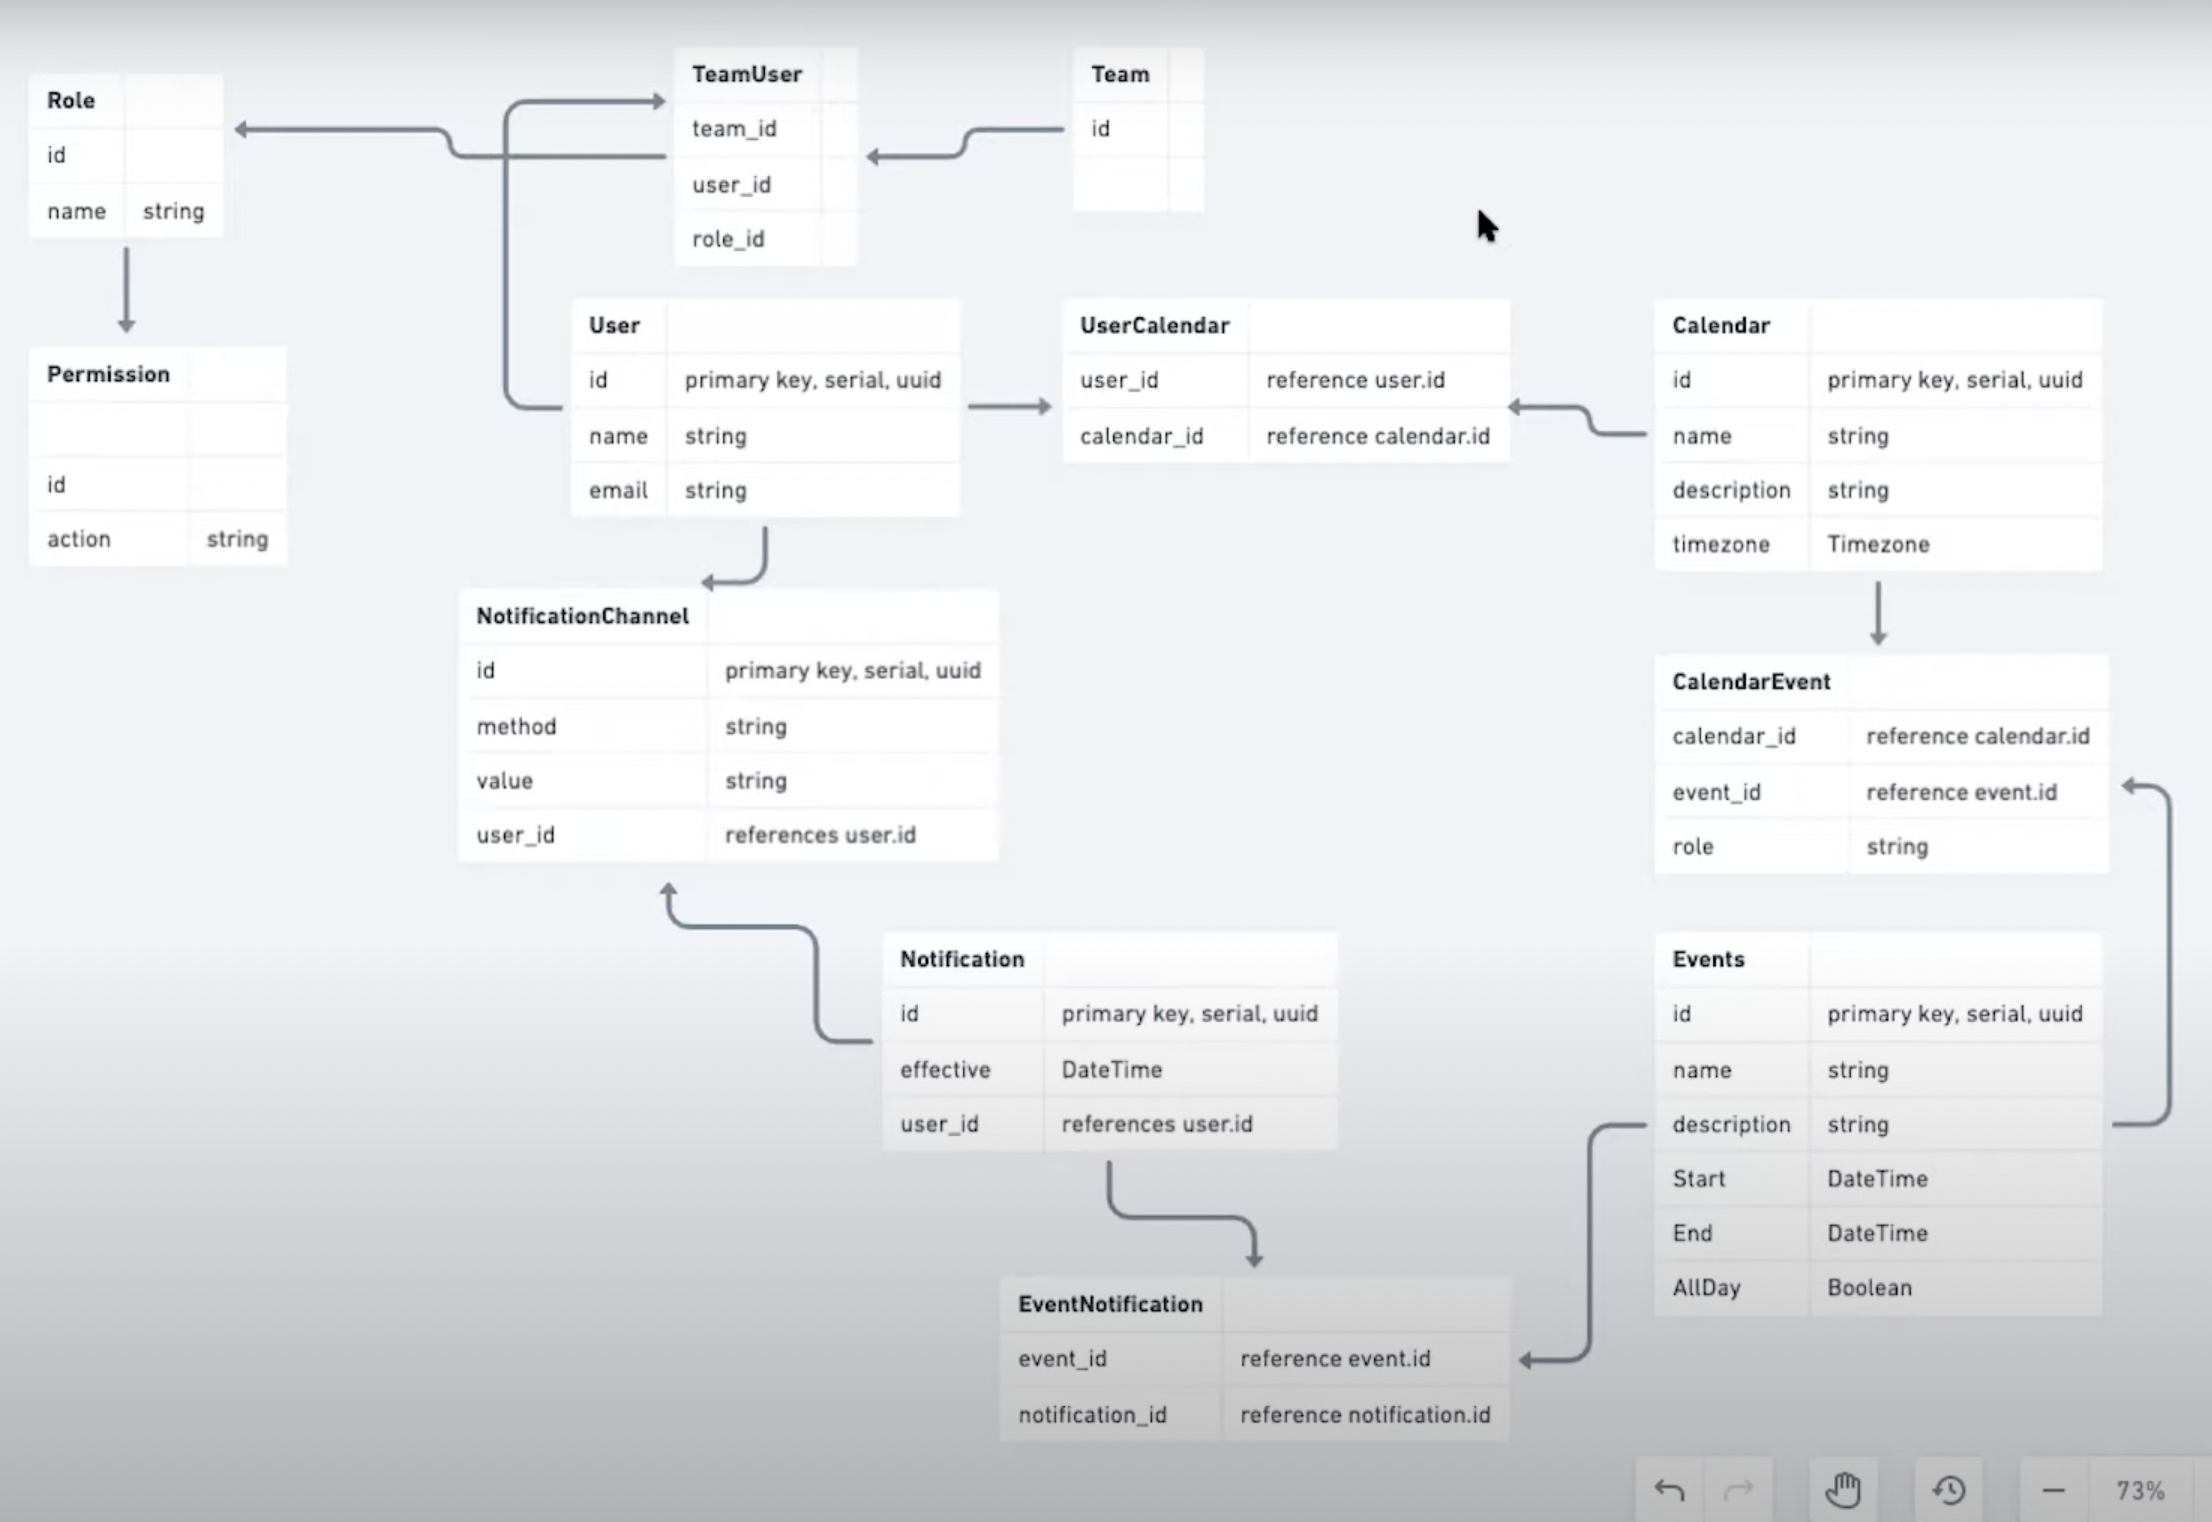 Role
id
name string
TeamUser
team_id
user_id
role_id
Team
id
Permission
id
action string
User
id primary key, serial, uuid
name string
email string
UserCalendar
user_id reference user.id
calendar_id reference calendar.id
Calendar
id primary key, serial, uuid
name string
description string
timezone Timezone
NotificationChannel
id primary key, serial, uuid
method string
value string
user_id references user.id
CalendarEvent
calendar_id reference calendar.id
event_id reference event.id
role string
Notification
id primary key, serial, uuid
effective DateTime
user_id references user.id
Events
id primary key, serial, uuid
name string
description string
Start DateTime
End DateTime
AllDay Boolean
EventNotification
event_id reference event.id
notification_id reference notification.id
73%